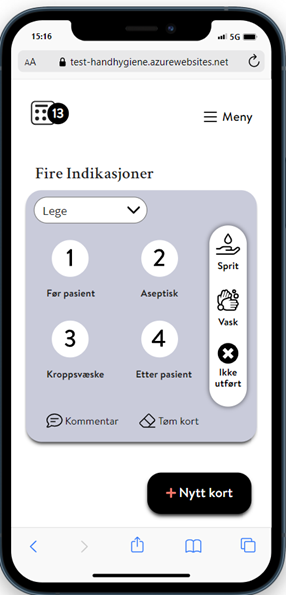 15:16
5G
AA test-handhygiene.azurewebsites.net
13
Meny
Fire Indikasjoner
Lege
1 2
Før pasient Aseptisk
Sprit
Vask
3 4
Kroppsvæske Etter pasient
Ikke
utført
Kommentar Tøm kort
+ Nytt kort